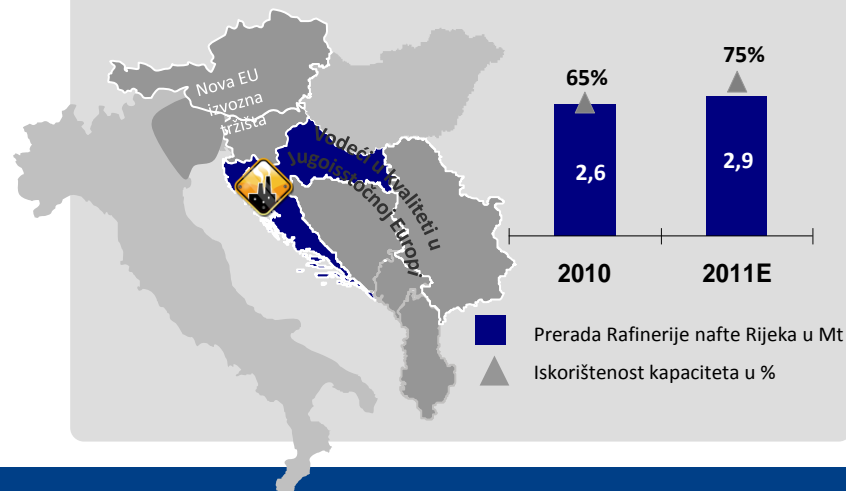 Nova EU
izvozna
tržišta
Vodeći u kvaliteti u
Jugoisstočnoj Europi
65%
75%
2,6
2,9
2010
2011E
Prerada Rafinerije nafte Rijeka u Mt
Iskorištenost kapaciteta u %